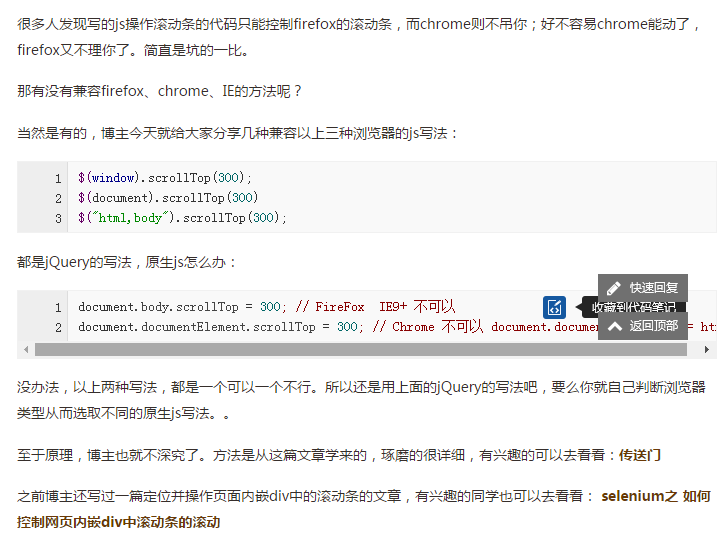 很多人发现写的js操作滚动条的代码只能控制firefox的滚动条，而chrome则不吊你；好不容易chrome能动了，
firefox又不理你了。简直是坑的一比。
那有没有兼容firefox、chrome、IE的方法呢？
当然是有的，博主今天就给大家分享几种兼容以上三种浏览器的js写法：
1 $(window).scrollTop(300);
2 $(document).scrollTop(300)
3 $("html,body").scrollTop(300);
都是jQuery的写法，原生js怎么办：
快速回复
1 document.body.scrollTop = 300; // FireFox  IE9+ 不可以
收藏到代码笔记
2 document.documentElement.scrollTop = 300; // Chrome 不可以 document.docum
返回顶部
= htm
没办法，以上两种写法，都是一个可以一个不行。所以还是用上面的jQuery的写法吧，要么你就自己判断浏览器
类型从而选取不同的原生js写法。。
至于原理，博主也就不深究了。方法是从这篇文章学来的，琢磨的很详细，有兴趣的可以去看看：传送门
之前博主还写过一篇定位并操作页面内嵌div中的滚动条的文章，有兴趣的同学也可以去看看： selenium之 如何
控制网页内嵌div中滚动条的滚动